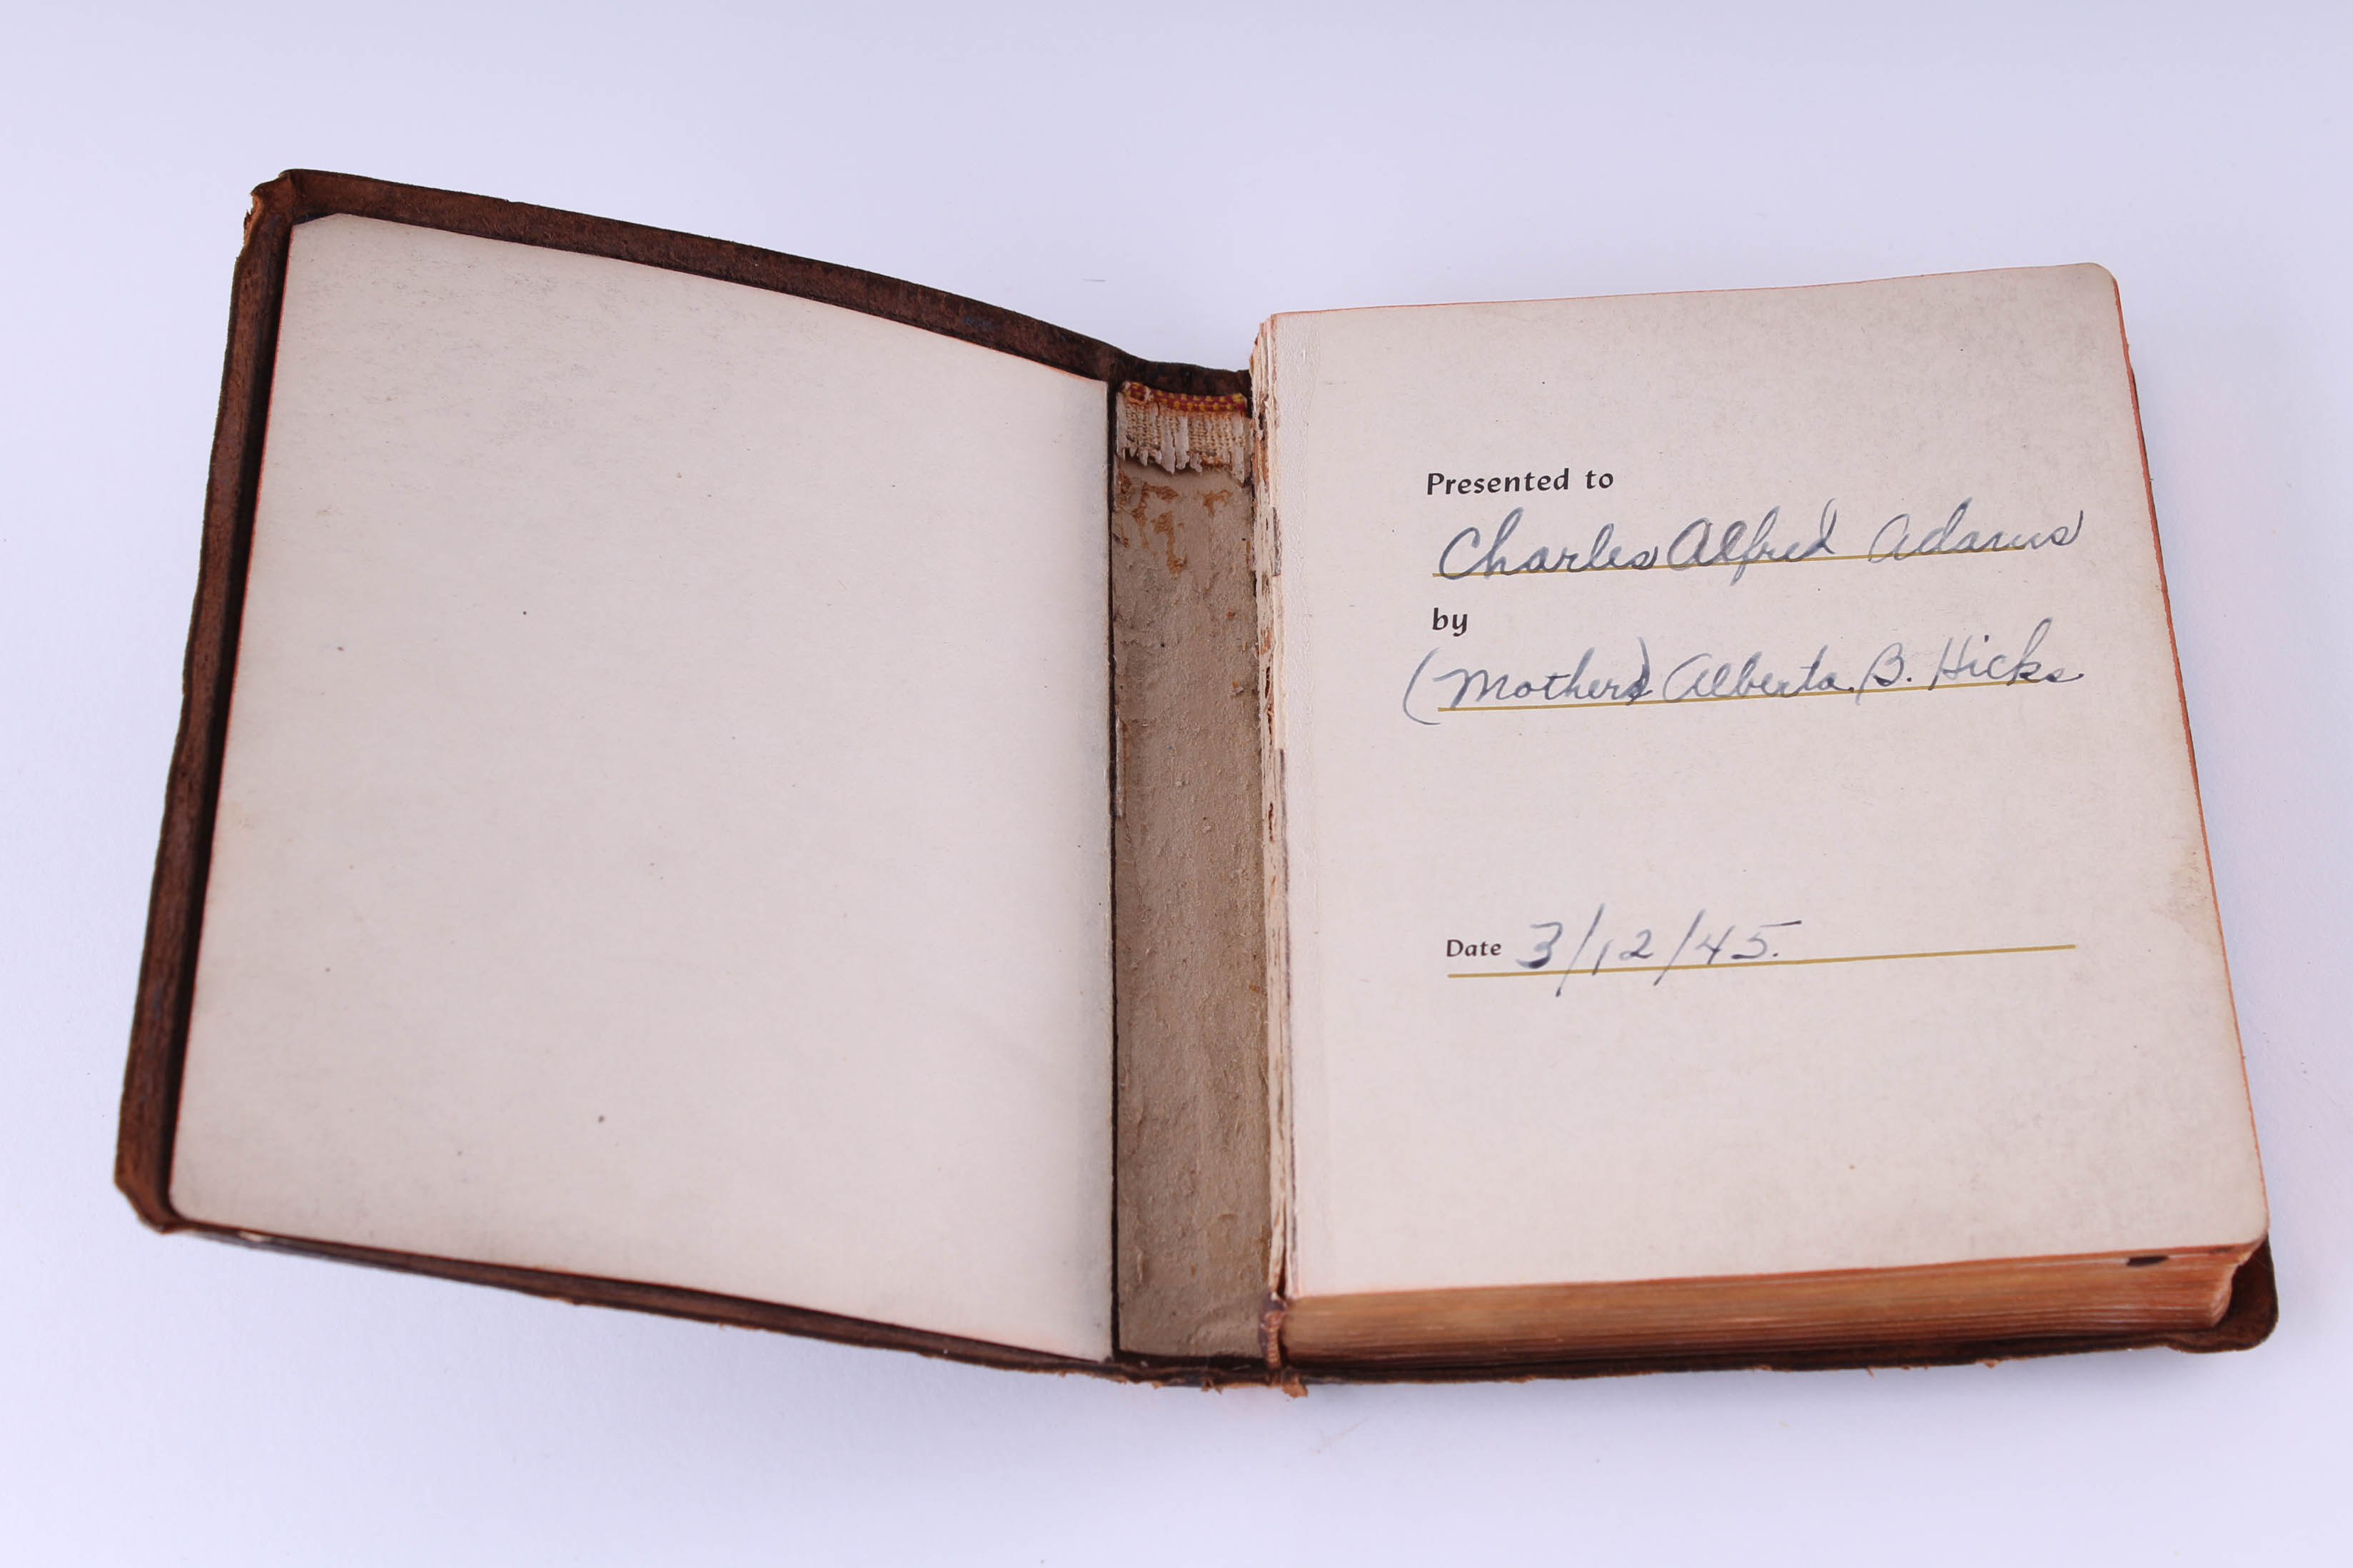 Presented to
Charles Alfred Adams
by
(Mother) Alberta B. Hicks
Date 3/12/45.